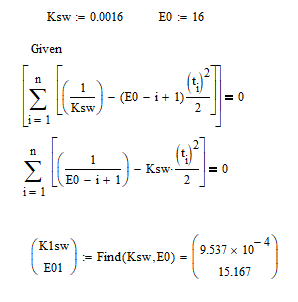 Ksw := 0.0016 E0 := 16
Given
[∑_{i = 1}^{n} [(1/Ksw) − (E0 − i + 1) (t_i)^2/2]] = 0
∑_{i = 1}^{n} [(1/(E0 − i + 1)) − Ksw· (t_i)^2/2] = 0
(K1sw E01) := Find(Ksw,E0) = (9.537 × 10^{−4} 15.167)